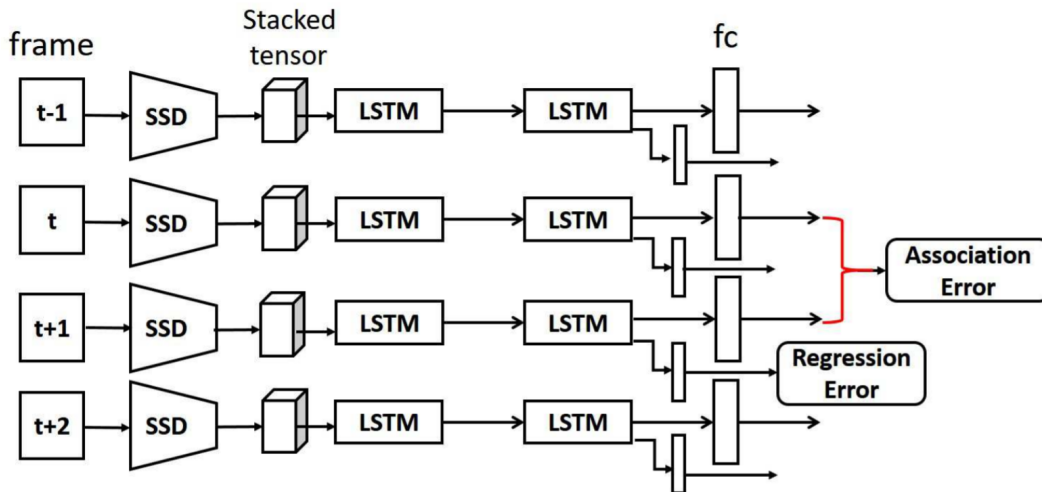 frame
Stacked
tensor
fc
t-1
SSD
LSTM
LSTM
t
SSD
LSTM
LSTM
Association
Error
t+1
SSD
LSTM
LSTM
Regression
Error
t+2
SSD
LSTM
LSTM